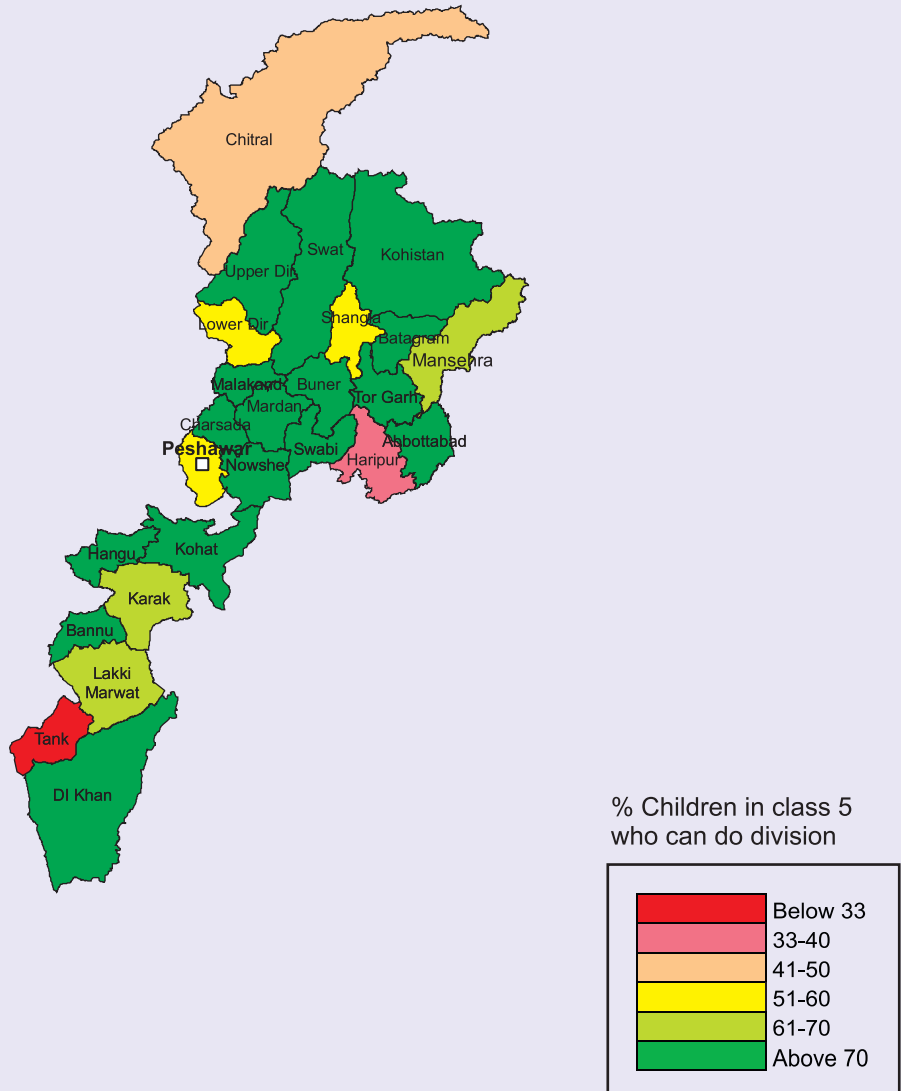 Chitral
Swat
Kohistan
Upper Dir
Shangla
Lower Dir
Batagram
Mansehra
Malakand
Buner
Tor Garh
Mardan
Charsada
Abbottabad
Peshawar
Swabi
Haripur
Nowshe
Kohat
Hangu
Karak
Bannu
Lakki
Marwat
Tank
DI Khan
% Children in class 5
who can do division
Below 33
33-40
41-50
51-60
61-70
Above 70